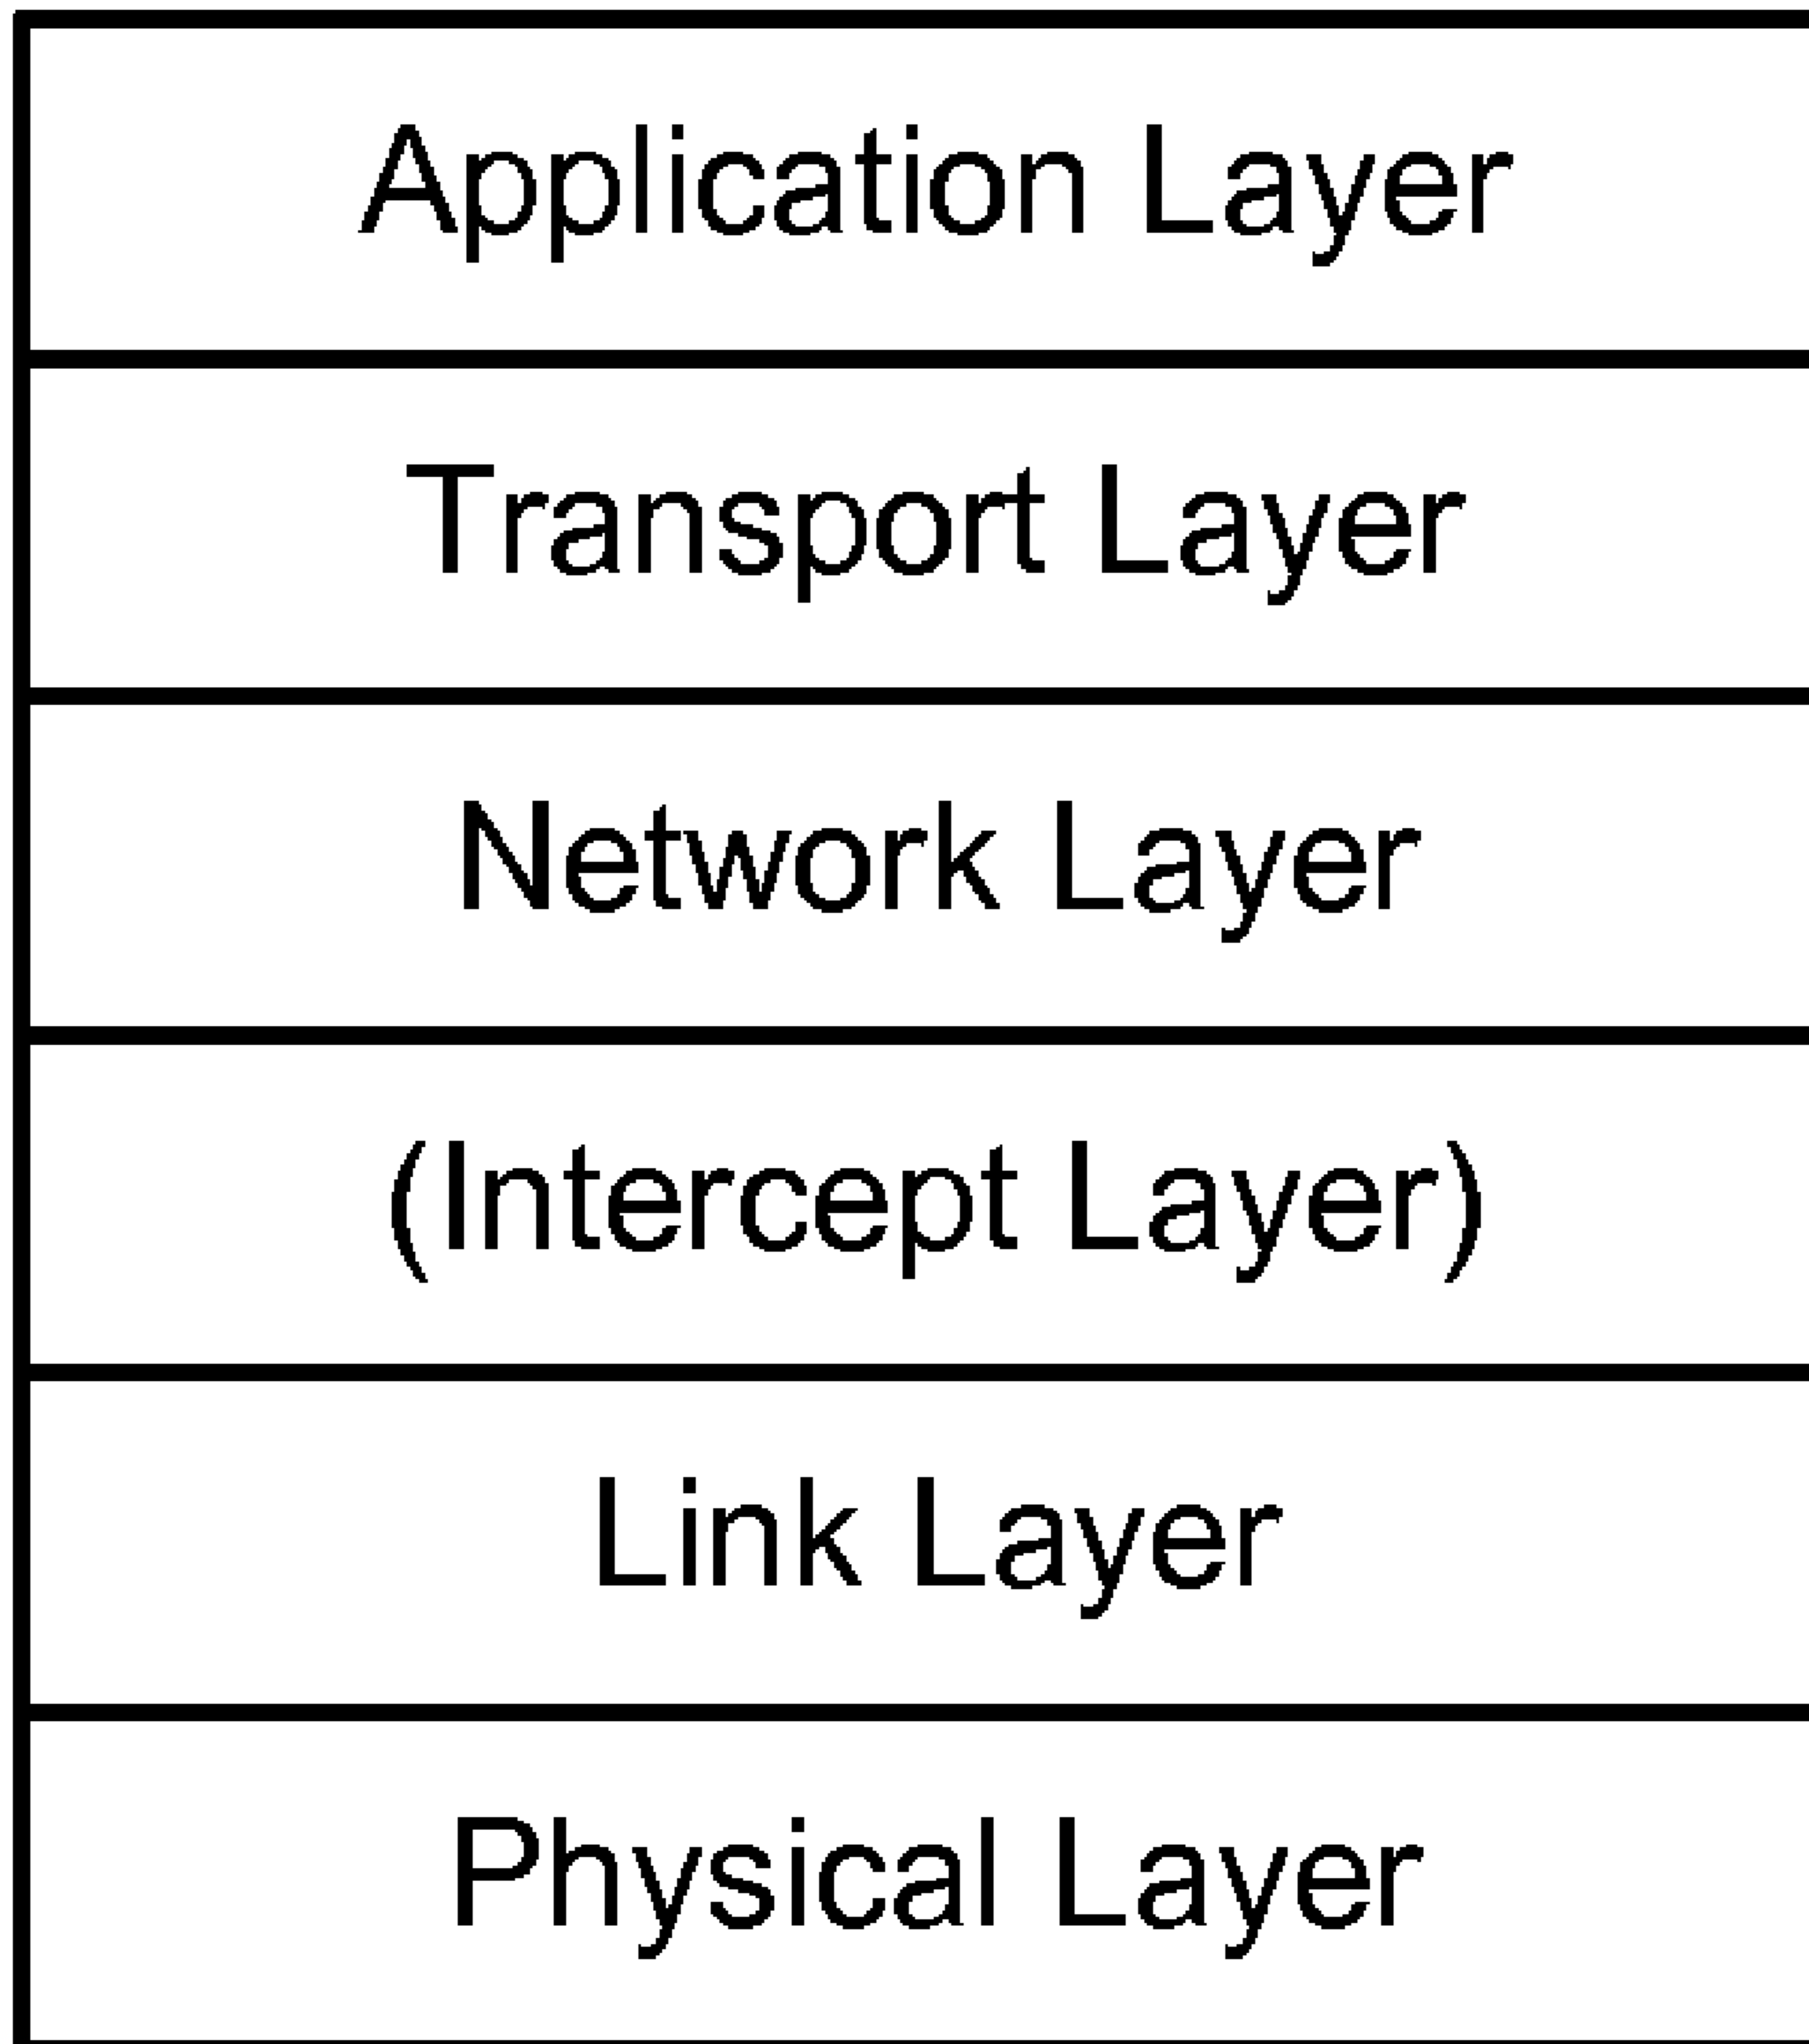 Application Layer
Transport Layer
Network Layer
(Intercept Layer)
Link Layer
Physical Layer